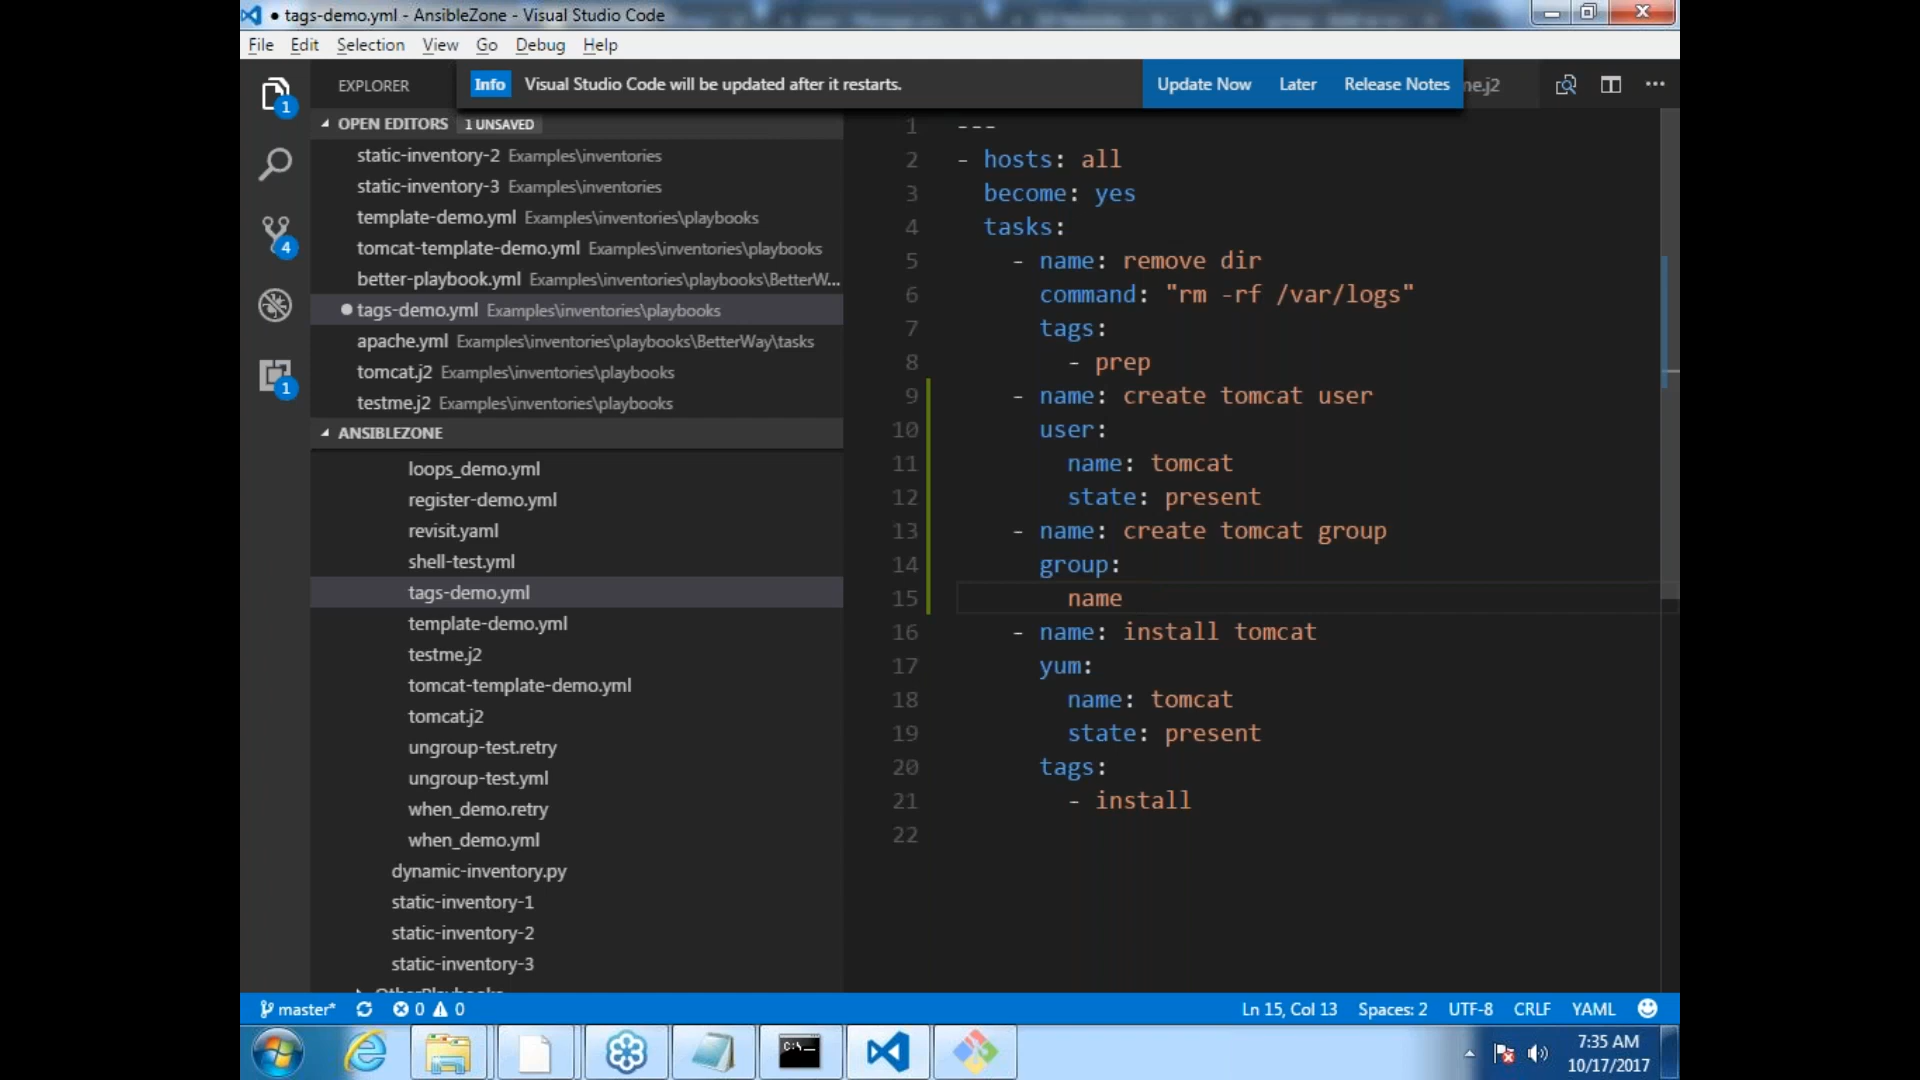 ● tags-demo.yml - AnsibleZone - Visual Studio Code
File Edit Selection View Go Debug Help
EXPLORER
Info Visual Studio Code will be updated after it restarts. Update Now Later Release Notes
me.j2
OPEN EDITORS 1 UNSAVED
static-inventory-2 Examples\inventories
static-inventory-3 Examples\inventories
template-demo.yml Examples\inventories\playbooks
tomcat-template-demo.yml Examples\inventories\playbooks
better-playbook.yml Examples\inventories\playbooks\BetterW...
tags-demo.yml Examples\inventories\playbooks
apache.yml Examples\inventories\playbooks\BetterWay\tasks
tomcat.j2 Examples\inventories\playbooks
testme.j2 Examples\inventories\playbooks
ANSIBLEZONE
loops_demo.yml
register-demo.yml
revisit.yaml
shell-test.yml
tags-demo.yml
template-demo.yml
testme.j2
tomcat-template-demo.yml
tomcat.j2
ungroup-test.retry
ungroup-test.yml
when_demo.retry
when_demo.yml
dynamic-inventory.py
static-inventory-1
static-inventory-2
static-inventory-3
1
4
1
1 ---
2 - hosts: all
3 become: yes
4 tasks:
5 - name: remove dir
6 command: "rm -rf /var/logs"
7 tags:
8 - prep
9 - name: create tomcat user
10 user:
11 name: tomcat
12 state: present
13 - name: create tomcat group
14 group:
15 name
16 - name: install tomcat
17 yum:
18 name: tomcat
19 state: present
20 tags:
21 - install
22
master* 0 0 Ln 15, Col 13 Spaces: 2 UTF-8 CRLF YAML
C:\_
7:35 AM
10/17/2017